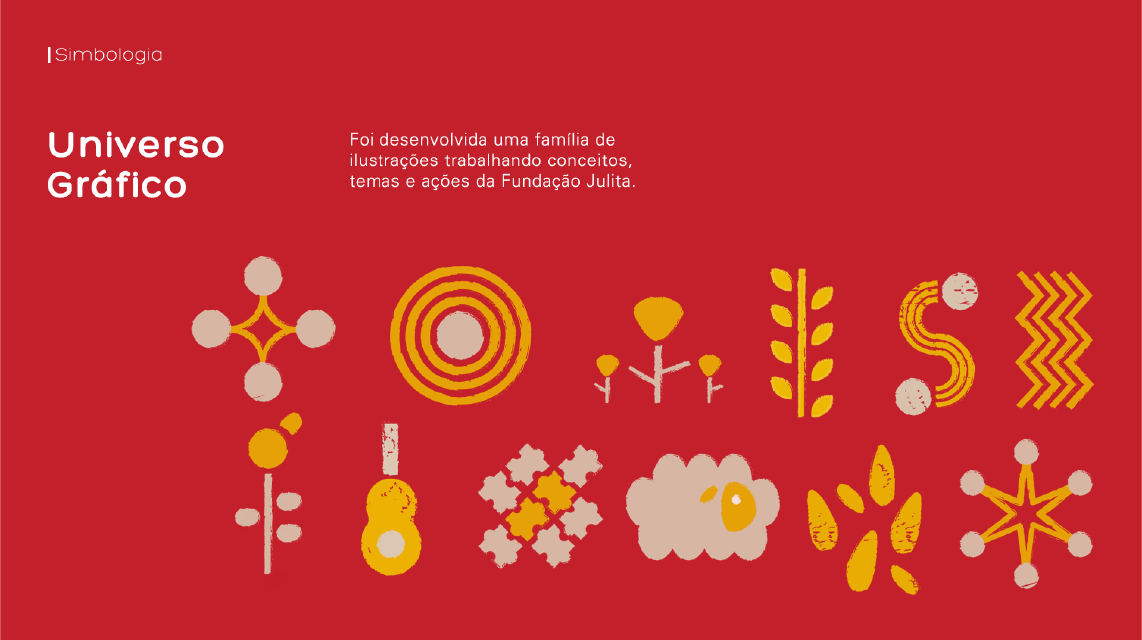 Simbologia
Universo
Gráfico
Foi desenvolvida uma família de
ilustrações trabalhando conceitos,
temas e ações da Fundação Julita.